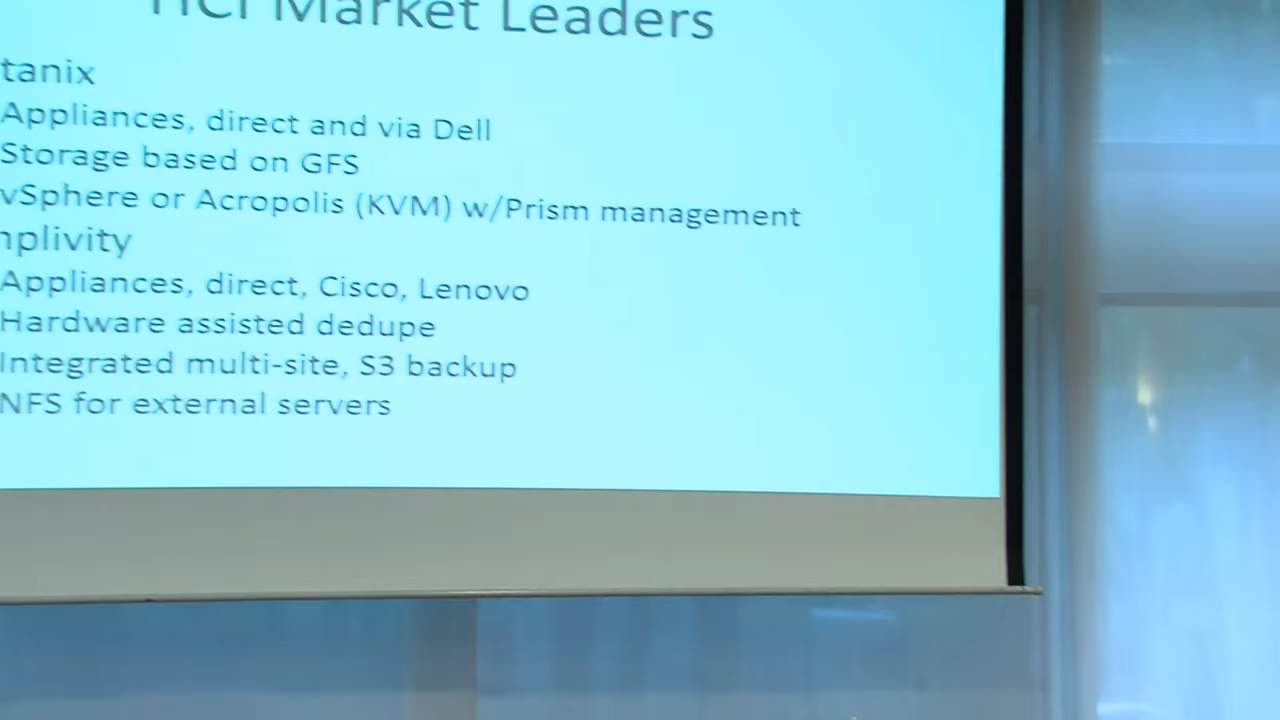 HCI Market Leaders
tanix
Appliances, direct and via Dell
Storage based on GFS
vSphere or Acropolis (KVM) w/Prism management
mplivity
Appliances, direct, Cisco, Lenovo
Hardware assisted dedupe
Integrated multi-site, S3 backup
NFS for external servers